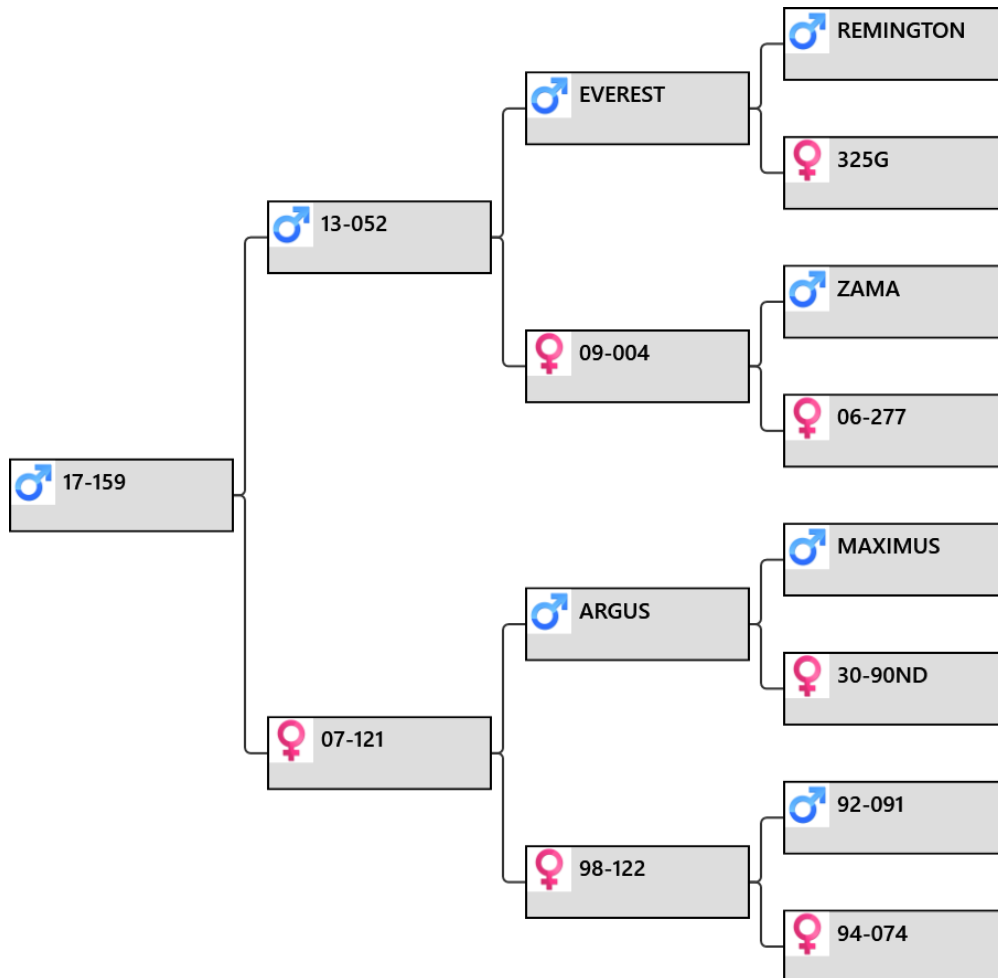 REMINGTON
EVEREST
325G
13-052
ZAMA
09-004
06-277
17-159
MAXIMUS
ARGUS
30-90ND
07-121
92-091
98-122
94-074